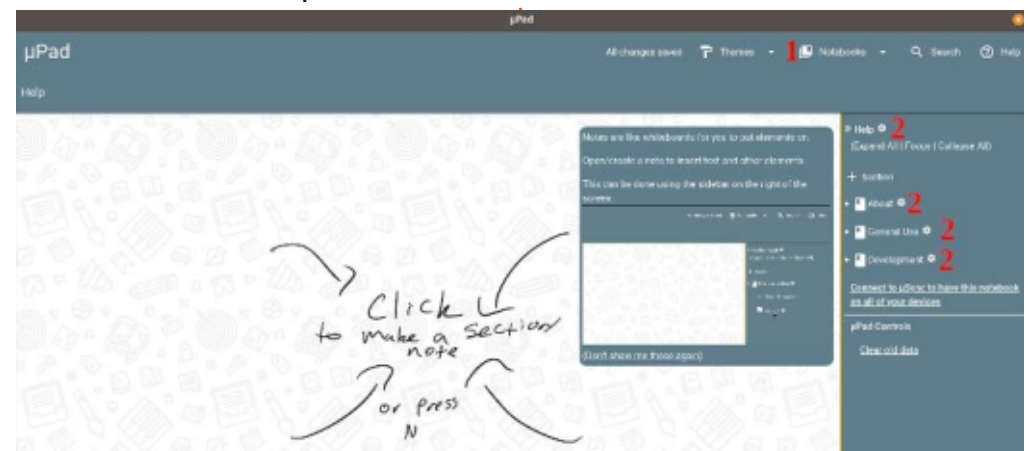 µPad
µPad
All changes saved Themes 1 Notebooks Search Help
Help
Notes are like whiteboards for you to put elements on.
Open/create a note to insert text and other elements.
This can be done using the sidebar on the right of the
screen.
(Don't show me these again)
Click
to make a section/
note
or press
N
Help 2
(Expand All | Focus | Collapse All)
+ Section
About 2
General Use 2
Development 2
Connect to µSync to have this notebook
on all of your devices
µPad Controls
Clear old data